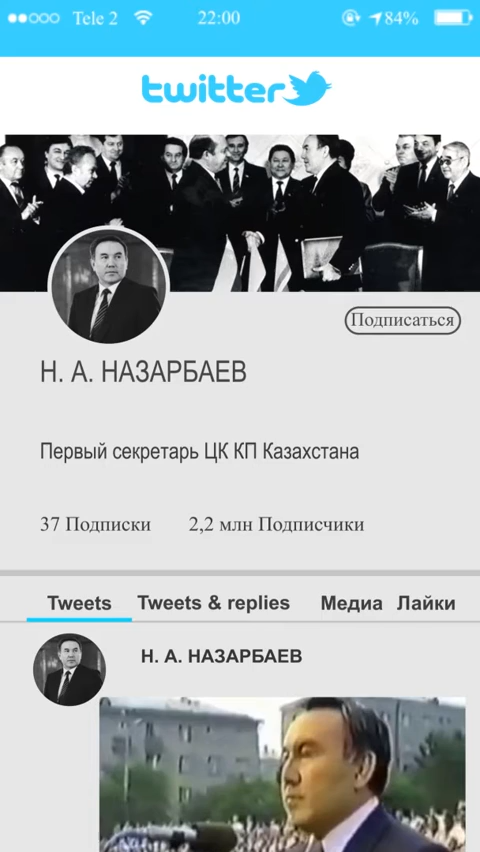 Tele 2 22:00 84%
twitter
Подписаться
Н. А. НАЗАРБАЕВ
Первый секретарь ЦК КП Казахстана
37 Подписки 2,2 млн Подписчики
Tweets Tweets & replies Медиа Лайки
Н. А. НАЗАРБАЕВ